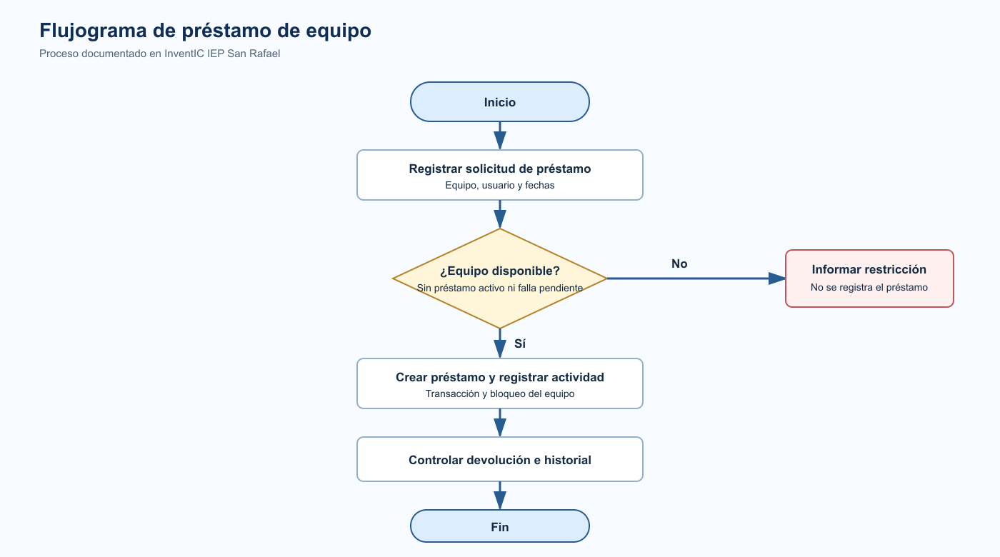 Flujograma de préstamo de equipo
Proceso documentado en InventIC IEP San Rafael
Inicio
Registrar solicitud de préstamo
Equipo, usuario y fechas
¿Equipo disponible?
Sin préstamo activo ni falla pendiente
No
Informar restricción
No se registra el préstamo
Sí
Crear préstamo y registrar actividad
Transacción y bloqueo del equipo
Controlar devolución e historial
Fin